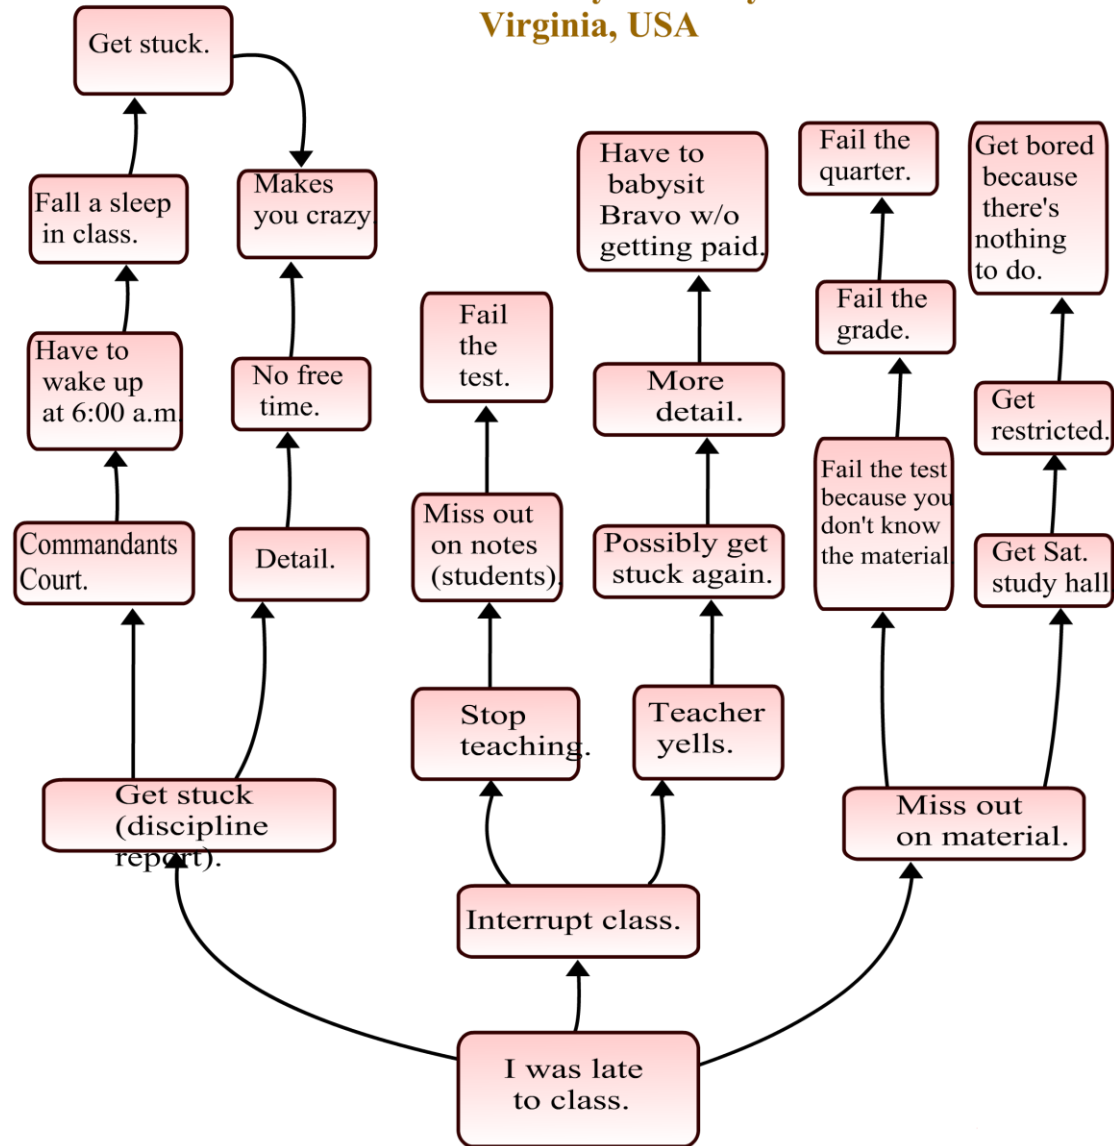 Virginia, USA
Get stuck.
Fall a sleep
in class.
Makes
you crazy
Have to
babysit
Bravo w/o
getting paid.
Fail the
quarter.
Get bored
because
there's
nothing
to do.
Fail
the
test.
Fail the
grade.
Have to
wake up
at 6:00 a.m.
No free
time.
More
detail.
Get
restricted.
Commandants
Court.
Detail.
Miss out
on notes
(students).
Possibly get
stuck again.
Fail the test
because you
don't know
the material.
Get Sat.
study hall
Stop
teaching.
Teacher
yells.
Get stuck
(discipline
report).
Interrupt class.
Miss out
on material.
I was late
to class.